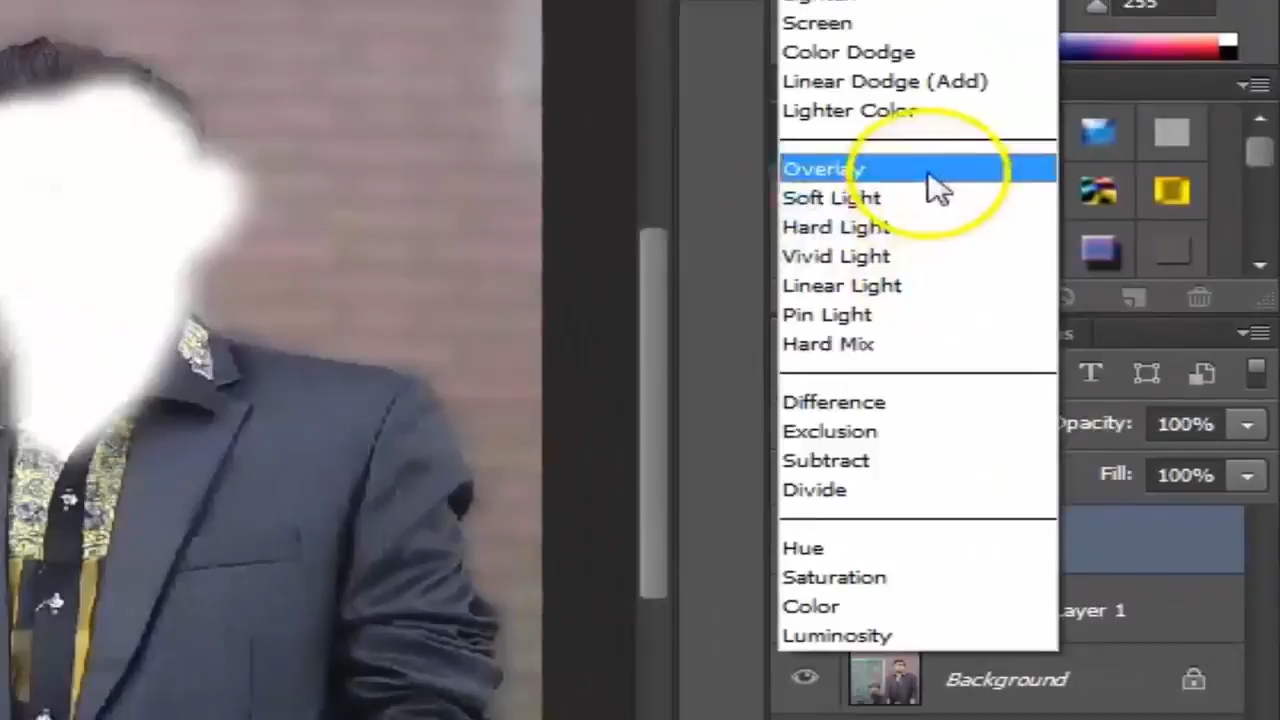 255
Screen
Color Dodge
Linear Dodge (Add)
Lighter Color
Overlay
Soft Light
Hard Light
Vivid Light
Linear Light
Pin Light
Hard Mix
Difference
Exclusion
Subtract
Divide
Hue
Saturation
Color
Luminosity
T
Opacity: 100%
Fill: 100%
Layer 1
Background